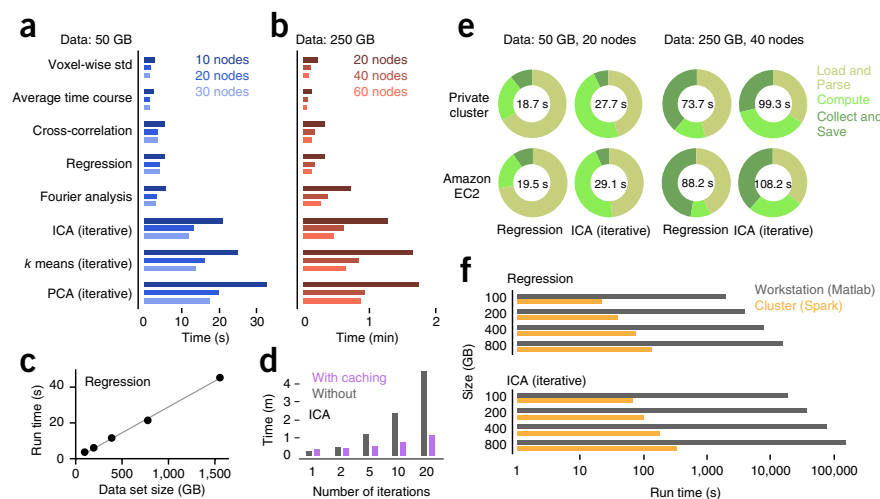 a
Data: 50 GB
10 nodes
20 nodes
30 nodes
Voxel-wise std
Average time course
Cross-correlation
Regression
Fourier analysis
ICA (iterative)
k means (iterative)
PCA (iterative)
0 10 20 30
Time (s)
b
Data: 250 GB
20 nodes
40 nodes
60 nodes
0 1 2
Time (min)
c
Regression
Run time (s)
40
20
0
0 500 1,000 1,500
Data set size (GB)
d
With caching
Without
ICA
Time (m)
4
3
2
1
0
1 2 5 10 20
Number of iterations
e
Data: 50 GB, 20 nodes Data: 250 GB, 40 nodes
Load and
Parse
Compute
Collect and
Save
Private
cluster
18.7 s 27.7 s 73.7 s 99.3 s
Amazon
EC2
19.5 s 29.1 s 88.2 s 108.2 s
Regression ICA (iterative) Regression ICA (iterative)
f
Regression
Workstation (Matlab)
Cluster (Spark)
Size (GB)
100
200
400
800
ICA (iterative)
100
200
400
800
1 10 100 1,000 10,000 100,000
Run time (s)